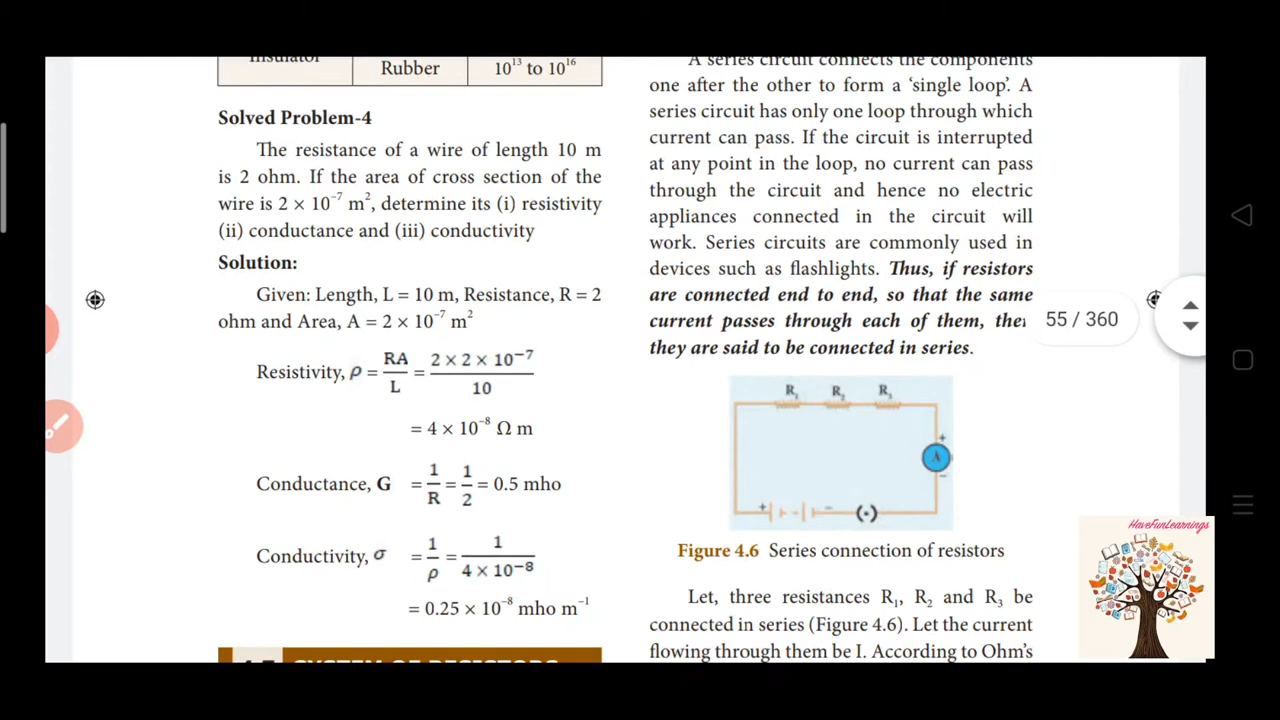 Insulator
Rubber 10¹³ to 10¹⁶
Solved Problem-4
The resistance of a wire of length 10 m
is 2 ohm. If the area of cross section of the
wire is 2 × 10⁻⁷ m², determine its (i) resistivity
(ii) conductance and (iii) conductivity
Solution:
Given: Length, L = 10 m, Resistance, R = 2
ohm and Area, A = 2 × 10⁻⁷ m²
Resistivity, ρ = RA/L = 2 × 2 × 10⁻⁷/10
= 4 × 10⁻⁸ Ω m
Conductance, G = 1/R = 1/2 = 0.5 mho
Conductivity, σ = 1/ρ = 1/4 × 10⁻⁸
= 0.25 × 10⁻⁸ mho m⁻¹
SYSTEM OF RESISTORS
A series circuit connects the components
one after the other to form a ‘single loop’. A
series circuit has only one loop through which
current can pass. If the circuit is interrupted
at any point in the loop, no current can pass
through the circuit and hence no electric
appliances connected in the circuit will
work. Series circuits are commonly used in
devices such as flashlights. Thus, if resistors
are connected end to end, so that the same
current passes through each of them, then
they are said to be connected in series.
55 / 360
R₁ R₂ R₃
+
A
−
+ −
Figure 4.6 Series connection of resistors
Let, three resistances R₁, R₂ and R₃ be
connected in series (Figure 4.6). Let the current
flowing through them be I. According to Ohm’s
HaveFunLearnings